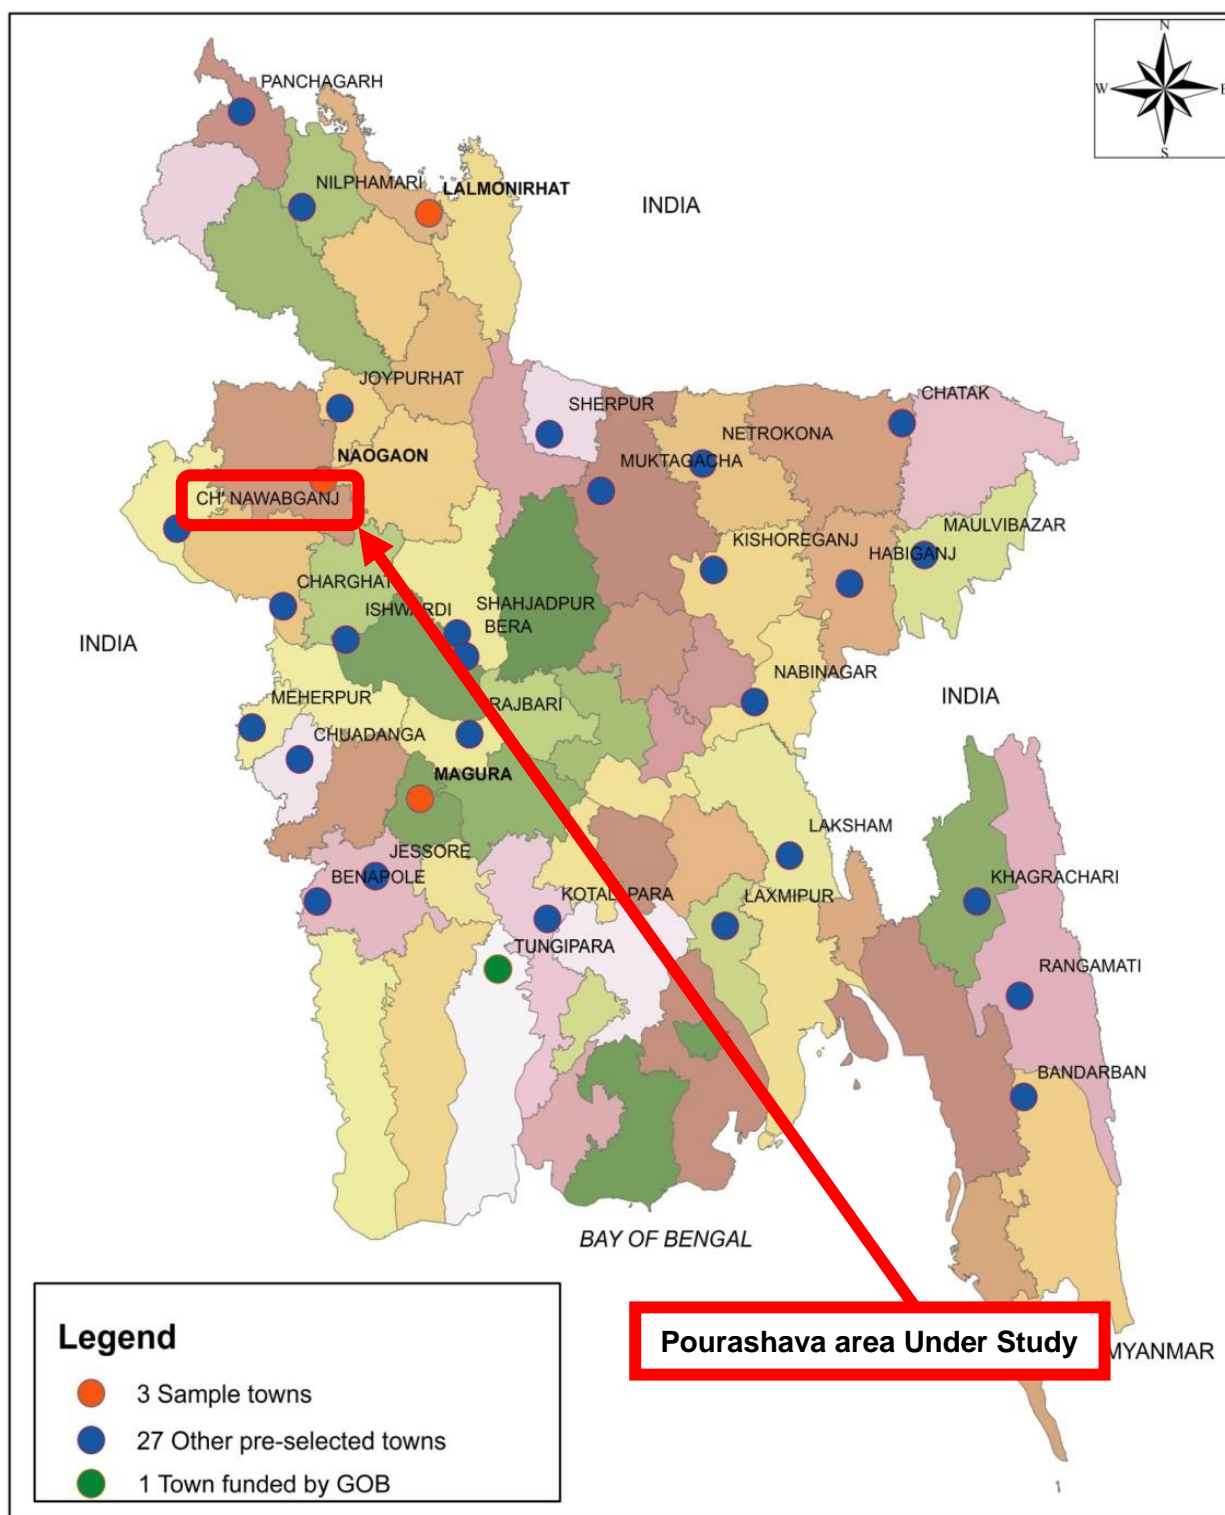 N
W
E
S
PANCHAGARH
NILPHAMARI
LALMONIRHAT
INDIA
JOYPURHAT
SHERPUR
CHATAK
NETROKONA
NAOGAON
MUKTAGACHA
CH' NAWABGANJ
MAULVIBAZAR
KISHOREGANJ
HABIGANJ
CHARGHAT
ISHWARDI
SHAHJADPUR
BERA
INDIA
NABINAGAR
MEHERPUR
RAJBARI
INDIA
CHUADANGA
MAGURA
LAKSHAM
JESSORE
BENAPOLE
KHAGRACHARI
KOTALIPARA
LAXMIPUR
TUNGIPARA
RANGAMATI
BANDARBAN
BAY OF BENGAL
Pourashava area Under Study
MYANMAR
Legend
3 Sample towns
27 Other pre-selected towns
1 Town funded by GOB
1